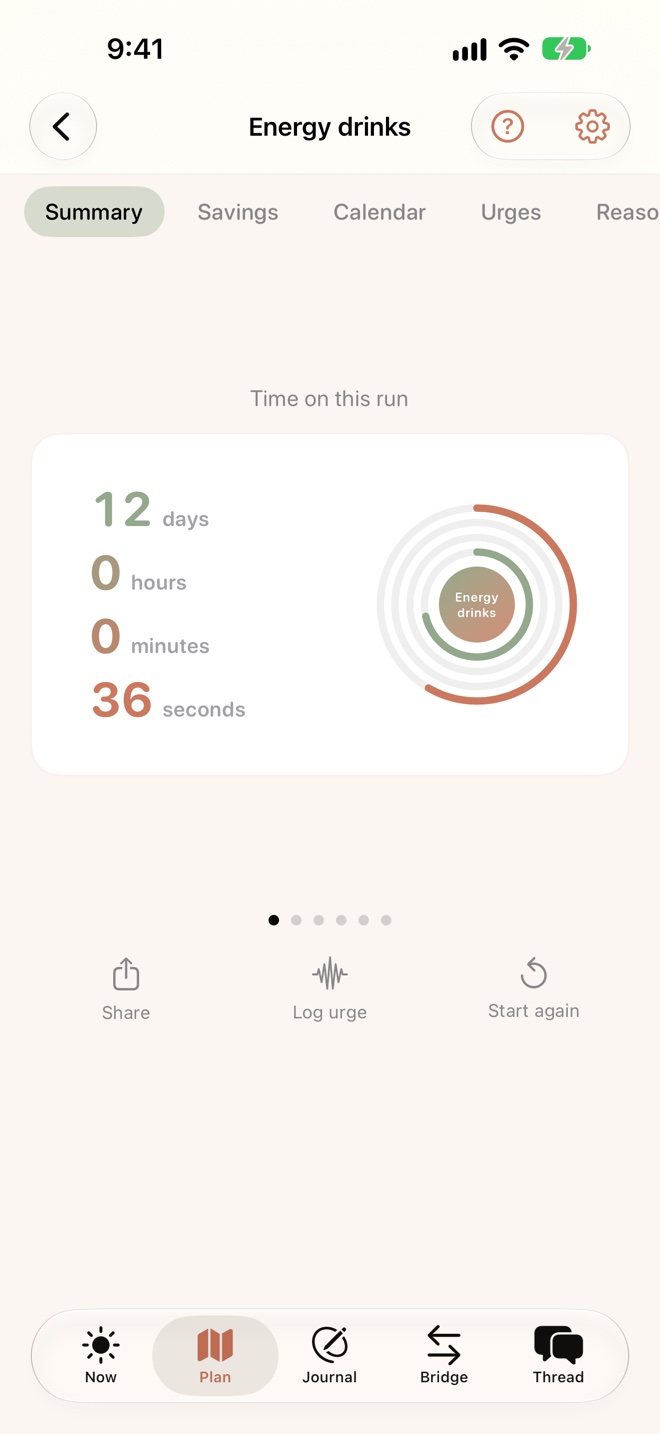 9:41
Energy drinks
Summary Savings Calendar Urges Reaso
Time on this run
12 days
0 hours
0 minutes
36 seconds
Energy
drinks
Share Log urge Start again
Now Plan Journal Bridge Thread